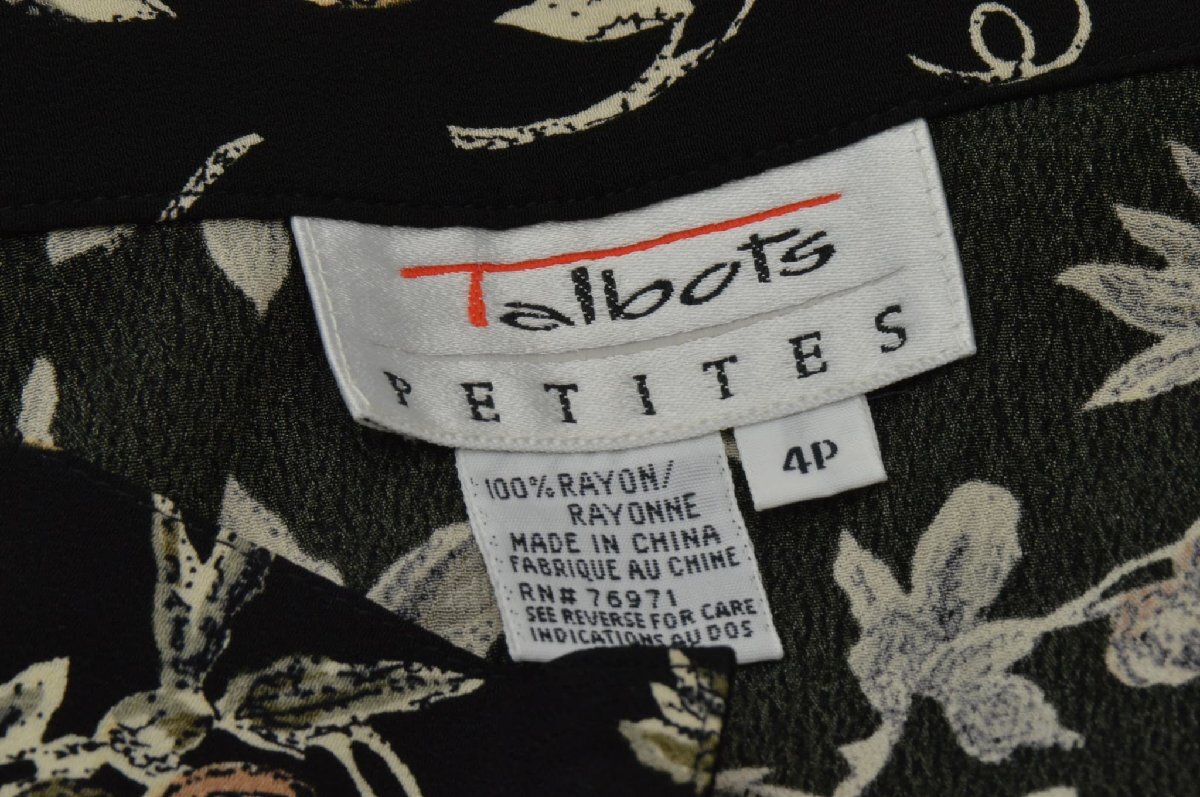 Talbots
PETITES
4P
100% RAYON/
RAYONNE
MADE IN CHINA
FABRIQUE AU CHINE
RN# 76971
SEE REVERSE FOR CARE
INDICATIONS AU DOS